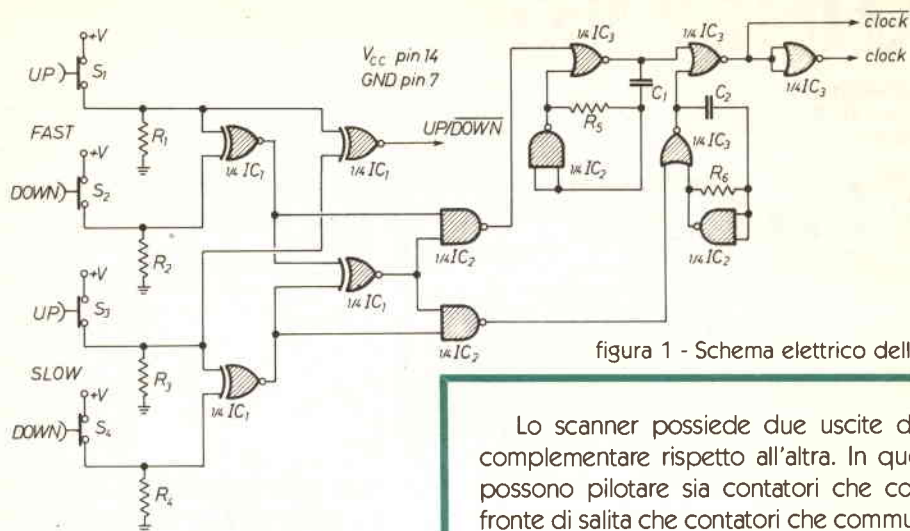 +V
UP) S1
FAST
R1
+V
DOWN) S2
R2
+V
UP) S3
SLOW
R3
+V
DOWN) S4
R4
VCC pin 14
GND pin 7
1/4 IC1
1/4 IC1
UP/DOWN
1/4 IC1
1/4 IC1
1/4 IC2
1/4 IC2
1/4 IC3
R5
C1
1/4 IC2
1/4 IC3
C2
1/4 IC3
R6
1/4 IC2
1/4 IC3
clock
clock
figura 1 - Schema elettrico dell
Lo scanner possiede due uscite d
complementare rispetto all'altra. In que
possono pilotare sia contatori che co
fronte di salita che contatori che commu